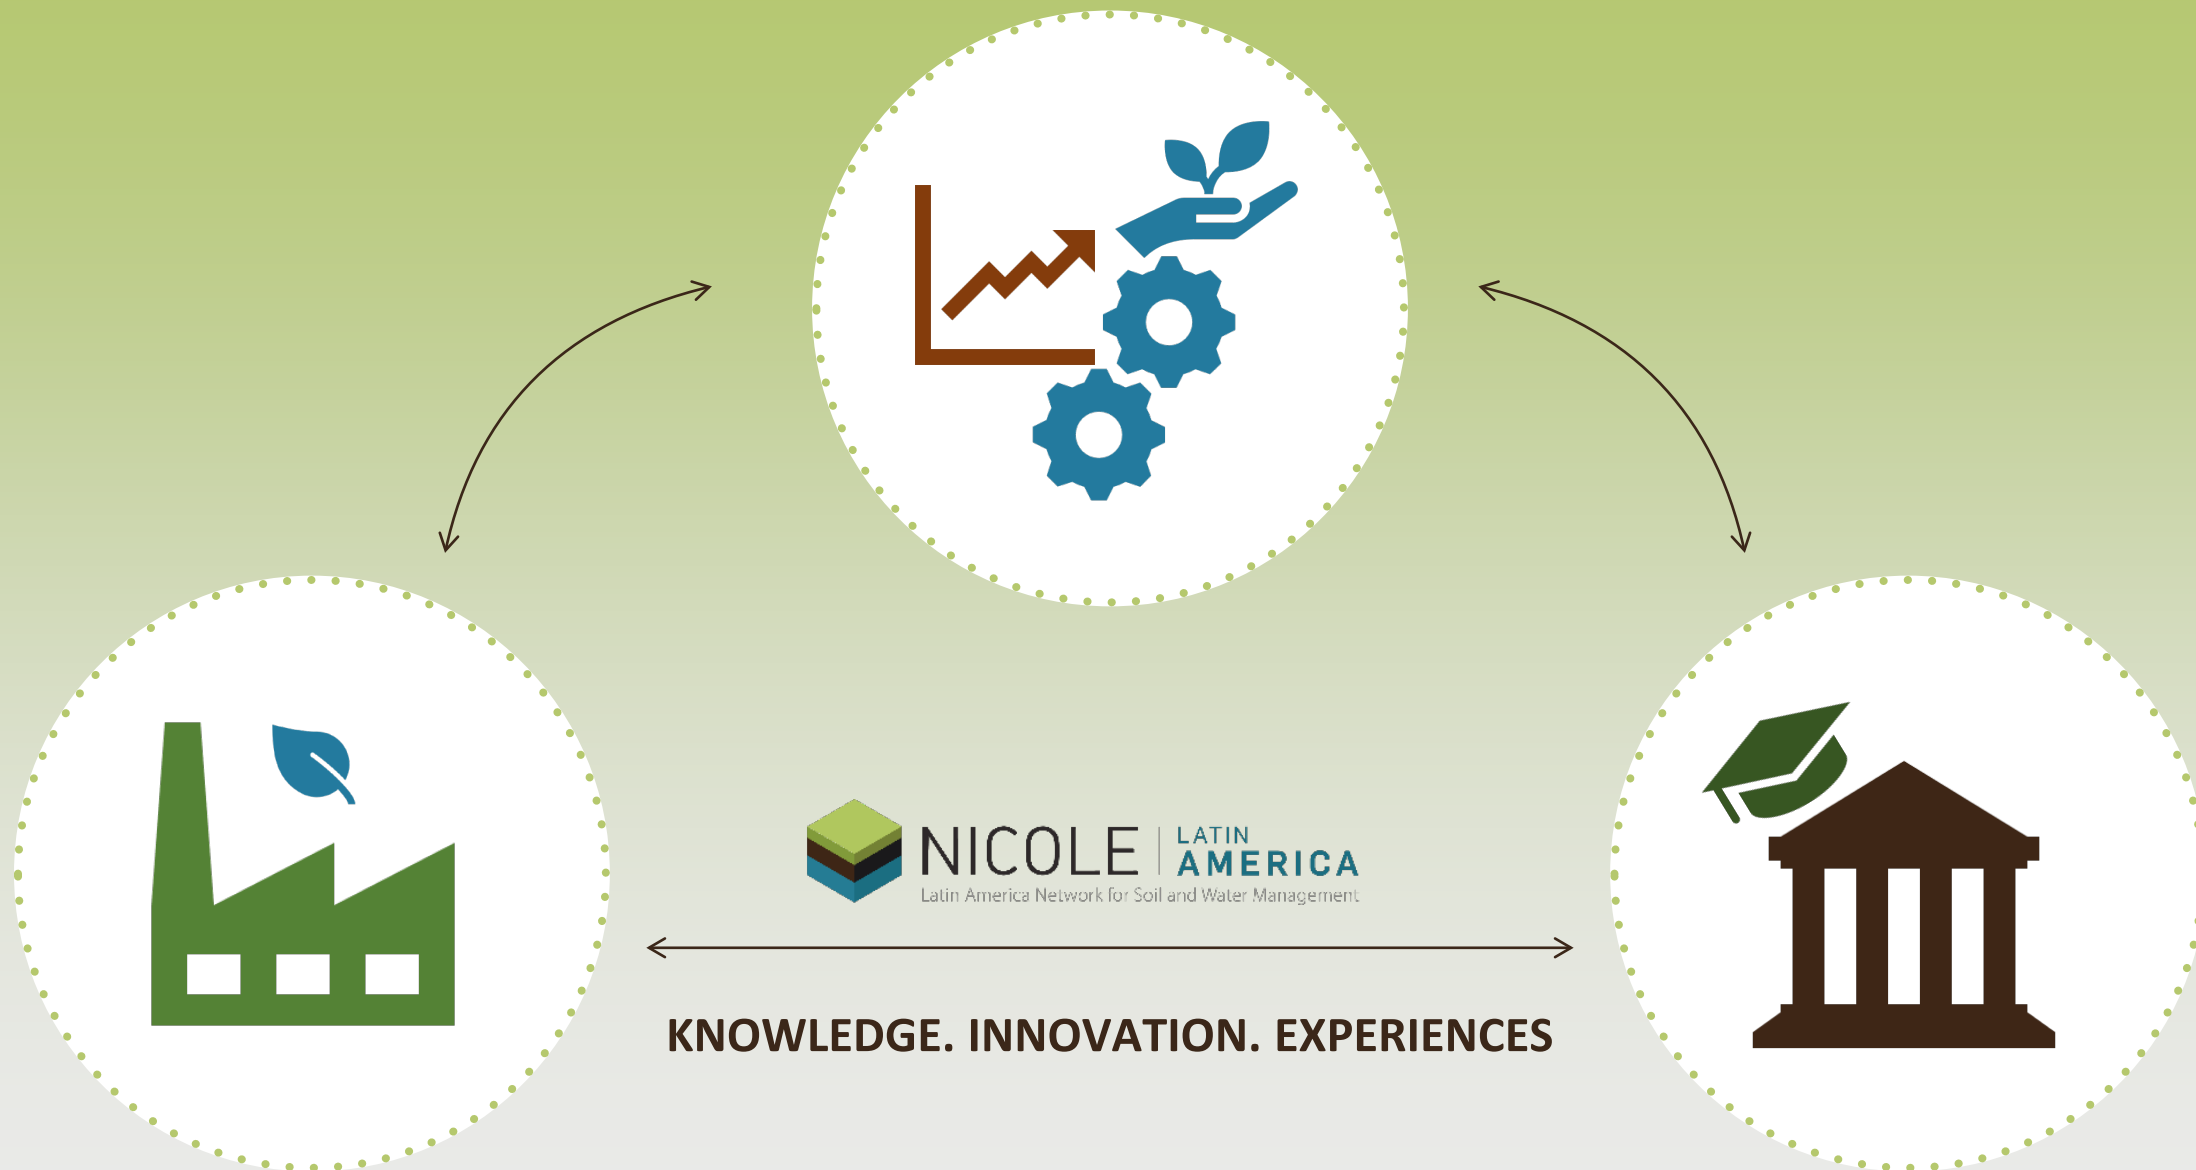 NICOLE
LATIN
AMERICA
Latin America Network for Soil and Water Management
KNOWLEDGE. INNOVATION. EXPERIENCES